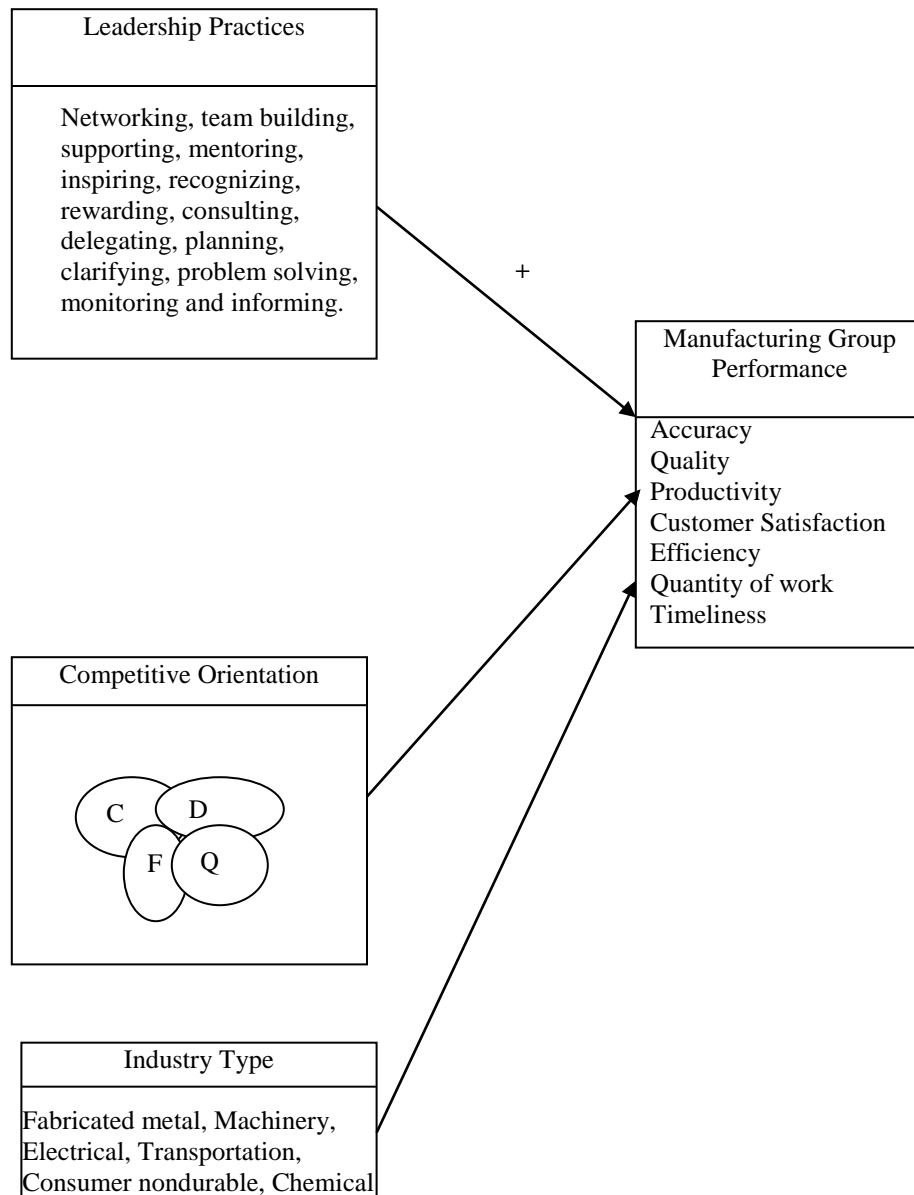 Leadership Practices
Networking, team building,
supporting, mentoring,
inspiring, recognizing,
rewarding, consulting,
delegating, planning,
clarifying, problem solving,
monitoring and informing.
+
Manufacturing Group
Performance
Accuracy
Quality
Productivity
Customer Satisfaction
Efficiency
Quantity of work
Timeliness
Competitive Orientation
C
D
F
Q
Industry Type
Fabricated metal, Machinery,
Electrical, Transportation,
Consumer nondurable, Chemical